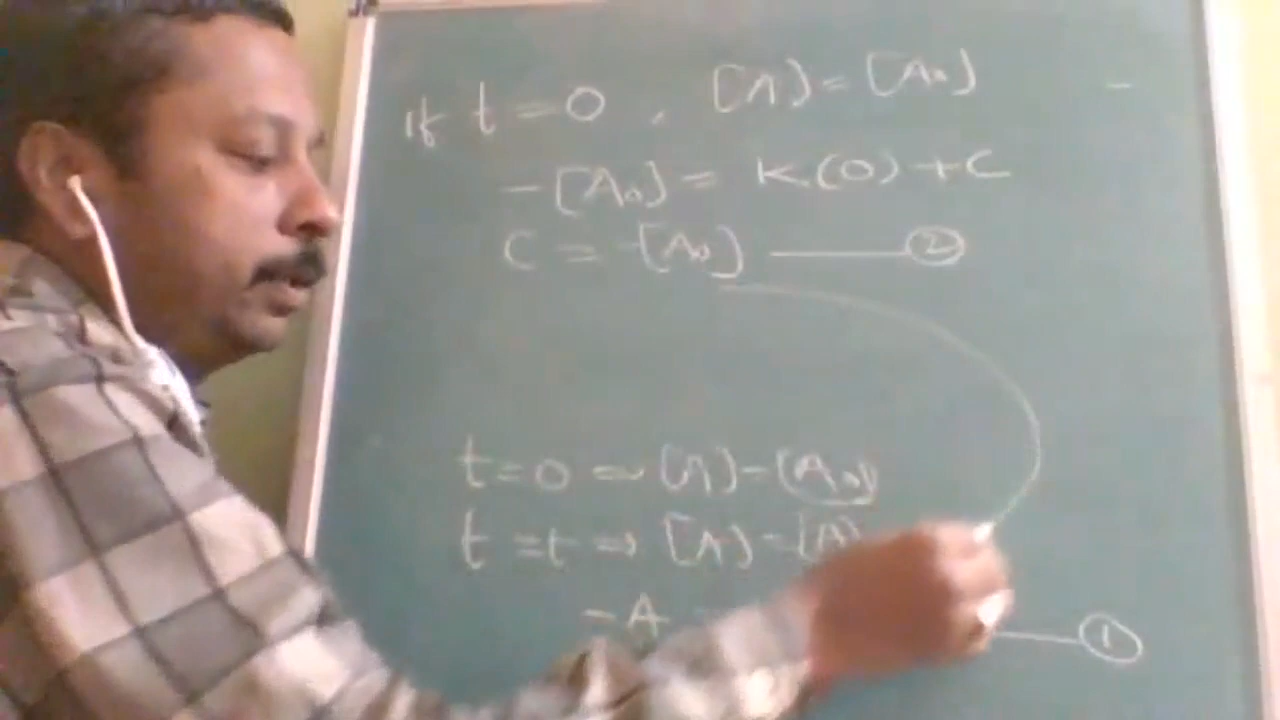 If t = 0 , [A] = [A₀]
-[A₀] = K(0) + C
C = -[A₀] ——— ②
t = 0 ⇒ [A] = [A₀]
t = t ⇒ [A] = [A]
-A ——— ①